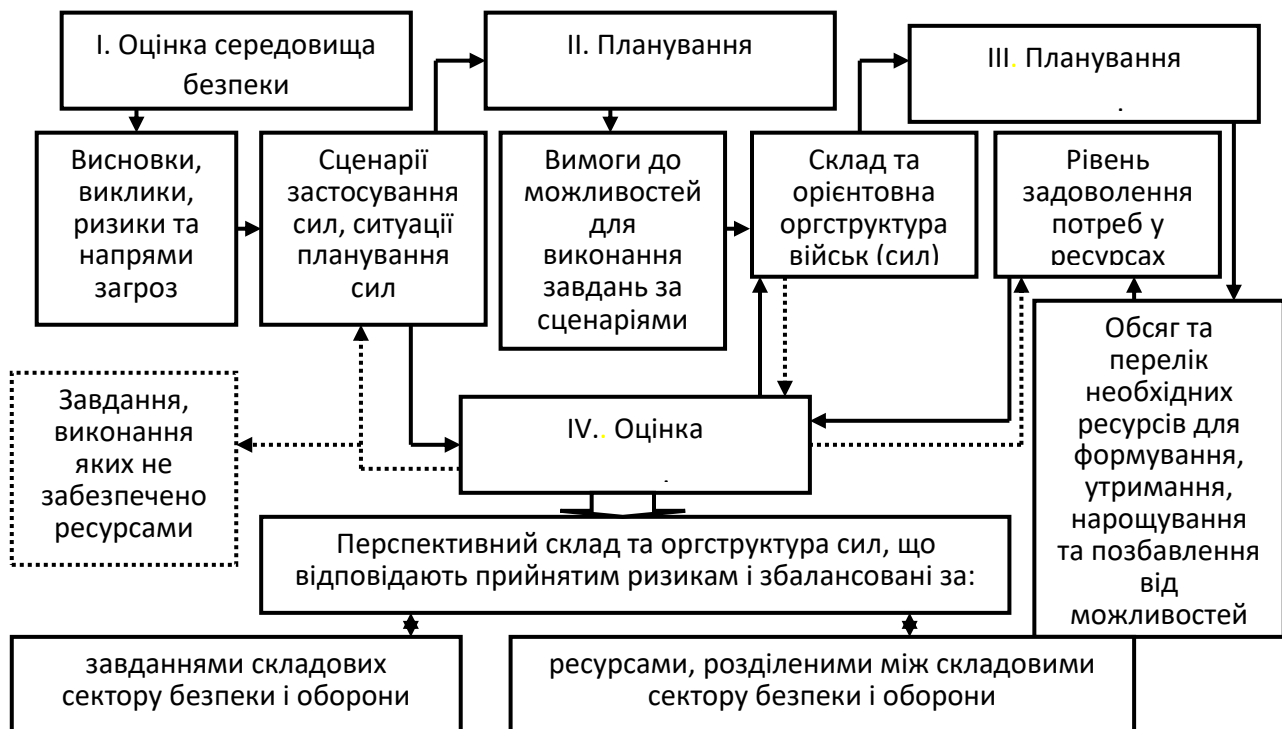 І. Оцінка середовища
безпеки
ІІ. Планування
ІІІ. Планування
Висновки,
виклики,
ризики та
напрями
загроз
Сценарії
застосування
сил, ситуації
планування
сил
Вимоги до
можливостей
для
виконання
завдань за
сценаріями
Склад та
орієнтовна
оргструктура
військ (сил)
Рівень
задоволення
потреб у
ресурсах
Обсяг та
перелік
необхідних
ресурсів для
формування,
утримання,
нарощування
та позбавлення
від
можливостей
Завдання,
виконання
яких не
забезпечено
ресурсами
IV.. Оцінка
Перспективний склад та оргструктура сил, що
відповідають прийнятим ризикам і збалансовані за:
завданнями складових
сектору безпеки і оборони
ресурсами, розділеними між складовими
сектору безпеки і оборони